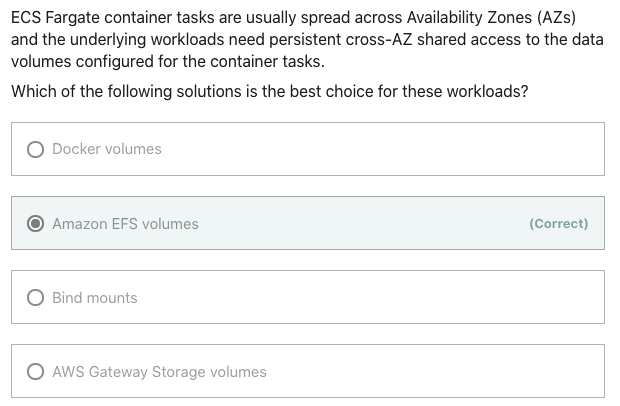 ECS Fargate container tasks are usually spread across Availability Zones (AZs)
and the underlying workloads need persistent cross-AZ shared access to the data
volumes configured for the container tasks.
Which of the following solutions is the best choice for these workloads?
Docker volumes
Amazon EFS volumes (Correct)
Bind mounts
AWS Gateway Storage volumes